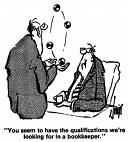 "You seem to have the qualifications we're
looking for in a bookkeeper."